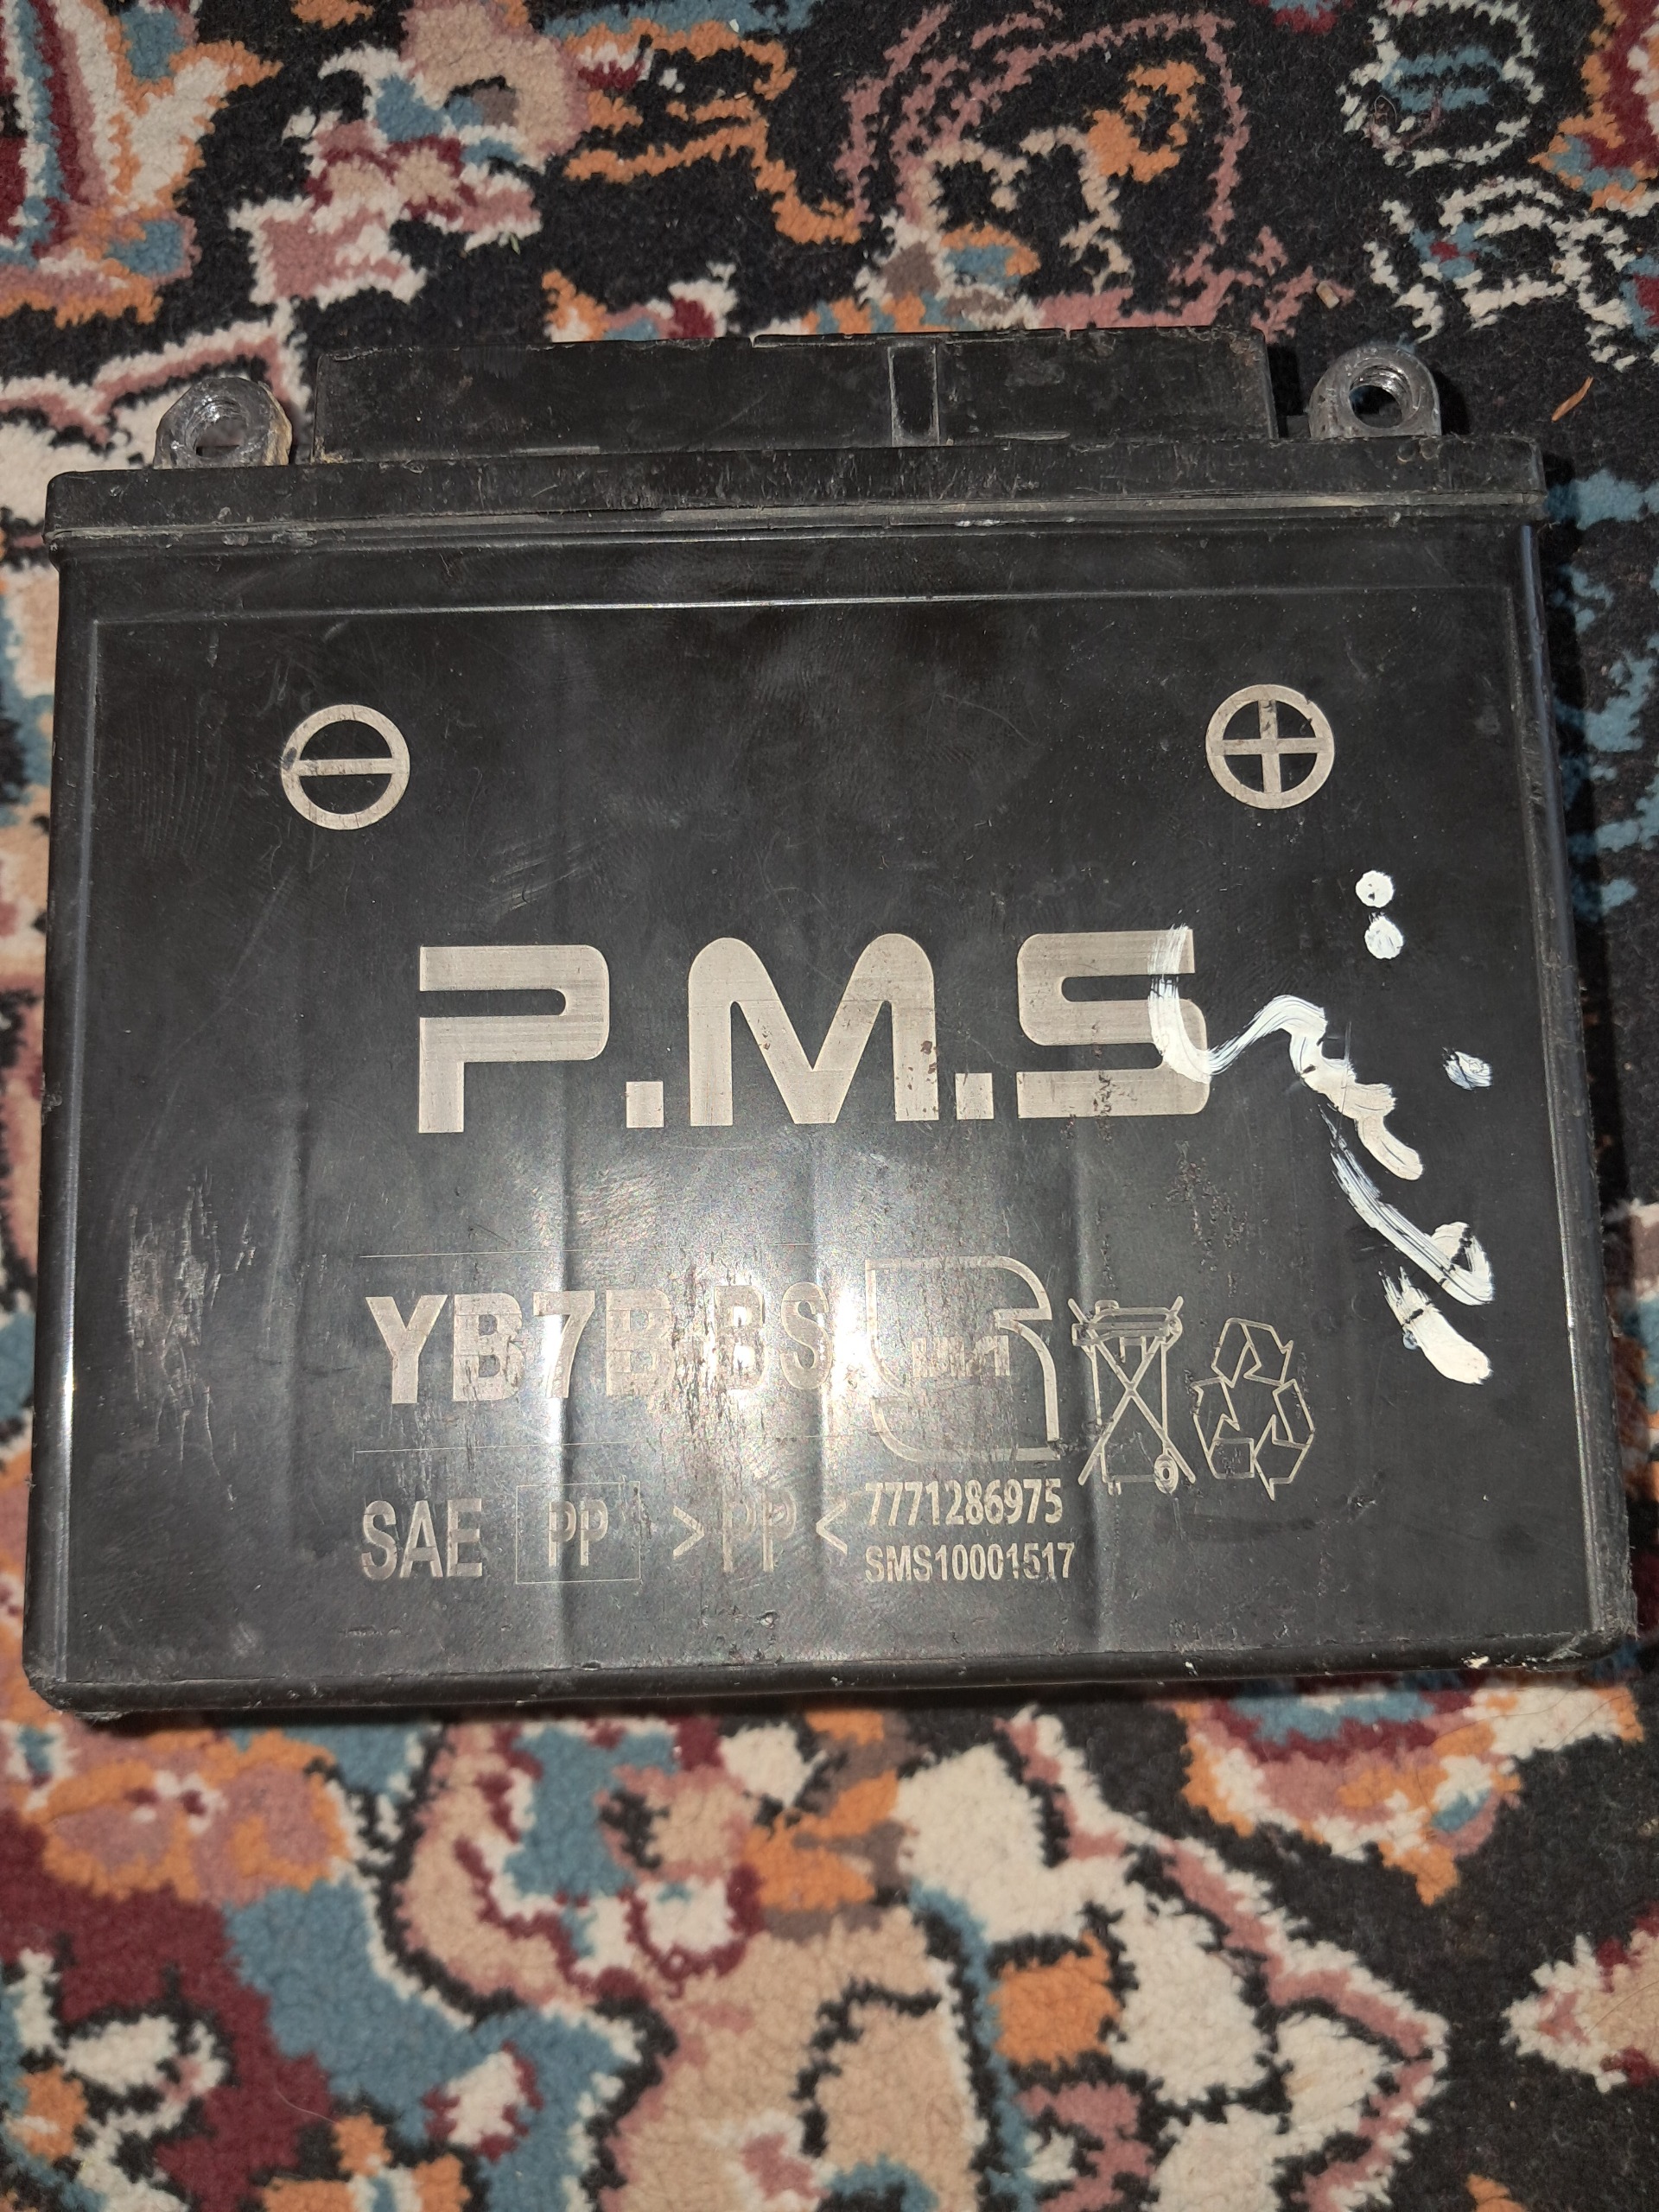 P.M.S
YB7B-BS
SAE PP >PP<
7771286975
SMS10001517